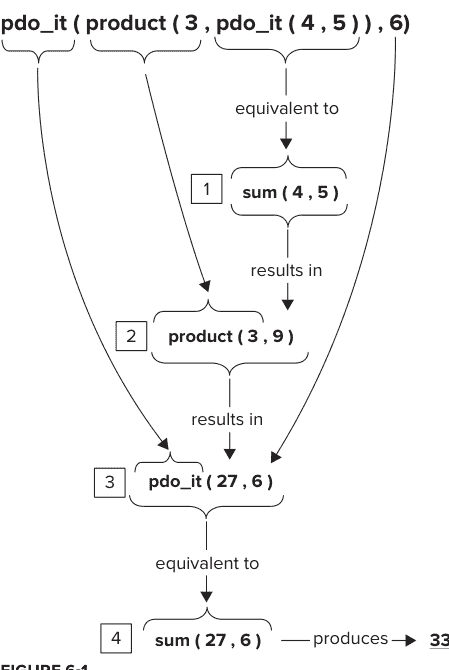 pdo_it ( product ( 3 , pdo_it ( 4 , 5 ) ) , 6)
equivalent to
1 sum ( 4 , 5 )
results in
2 product ( 3 , 9 )
results in
3 pdo_it ( 27 , 6 )
equivalent to
4 sum ( 27 , 6 ) produces 33
FIGURE 6-1